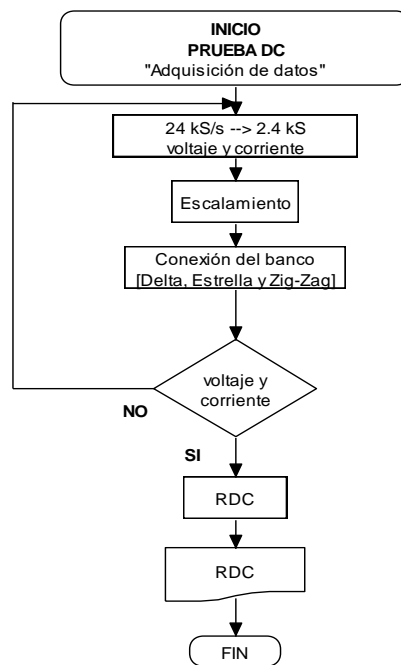 INICIO
PRUEBA DC
"Adquisición de datos"
24 kS/s --> 2.4 kS
voltaje y corriente
Escalamiento
Conexión del banco
[Delta, Estrella y Zig-Zag]
voltaje y
corriente
NO
SI
RDC
RDC
FIN